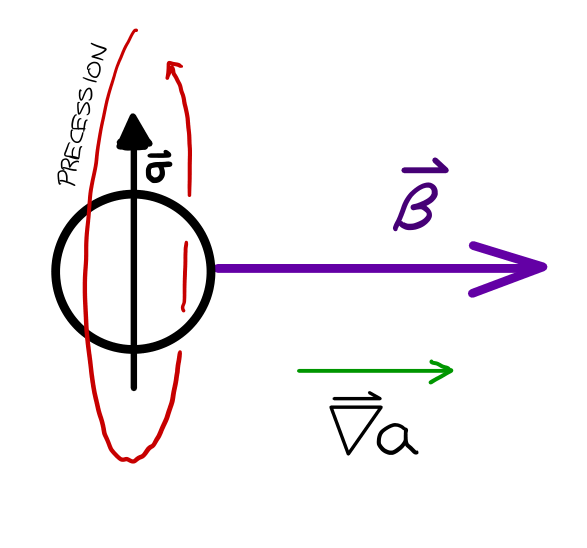 PRECESSION
σ⃗
β⃗
∇⃗a